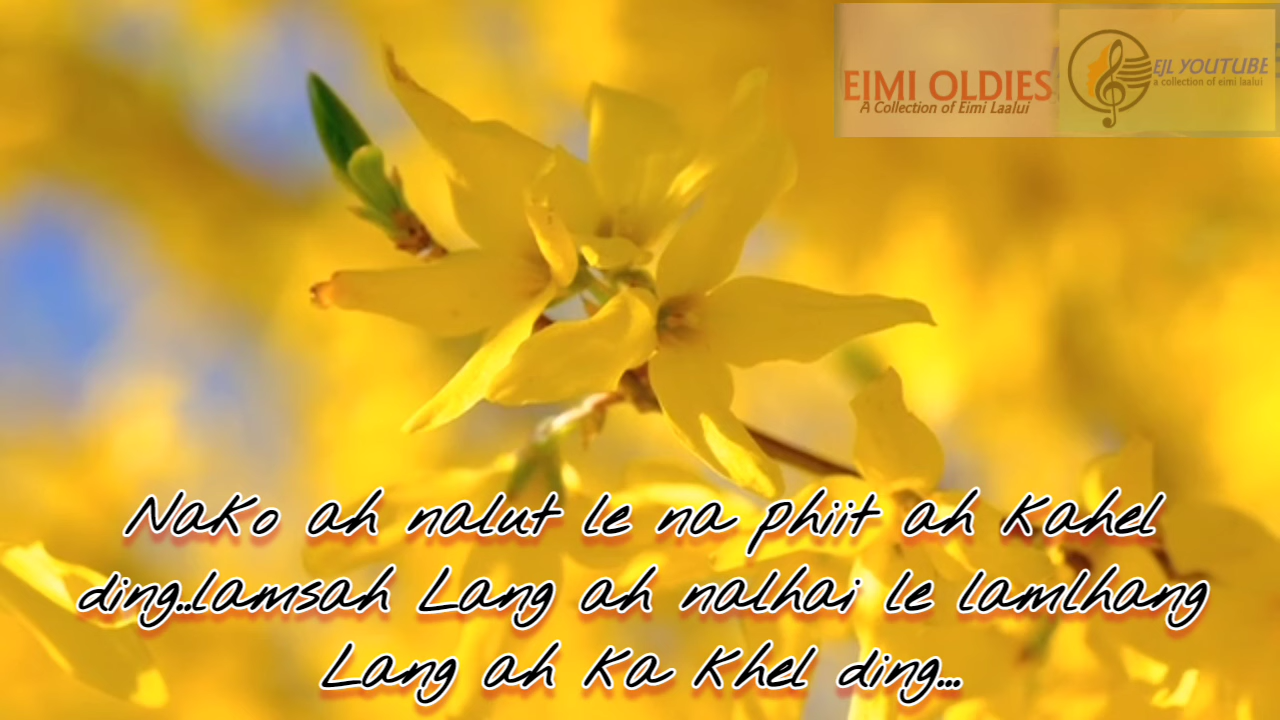 EIMI OLDIES
A Collection of Eimi Laalui
EJL YOUTUBE
a collection of eimi laalui
NaKo ah nalut le na phiit ah Kahel
ding..lamsah Lang ah nalhai le lamlhang
Lang ah Ka Khel ding...